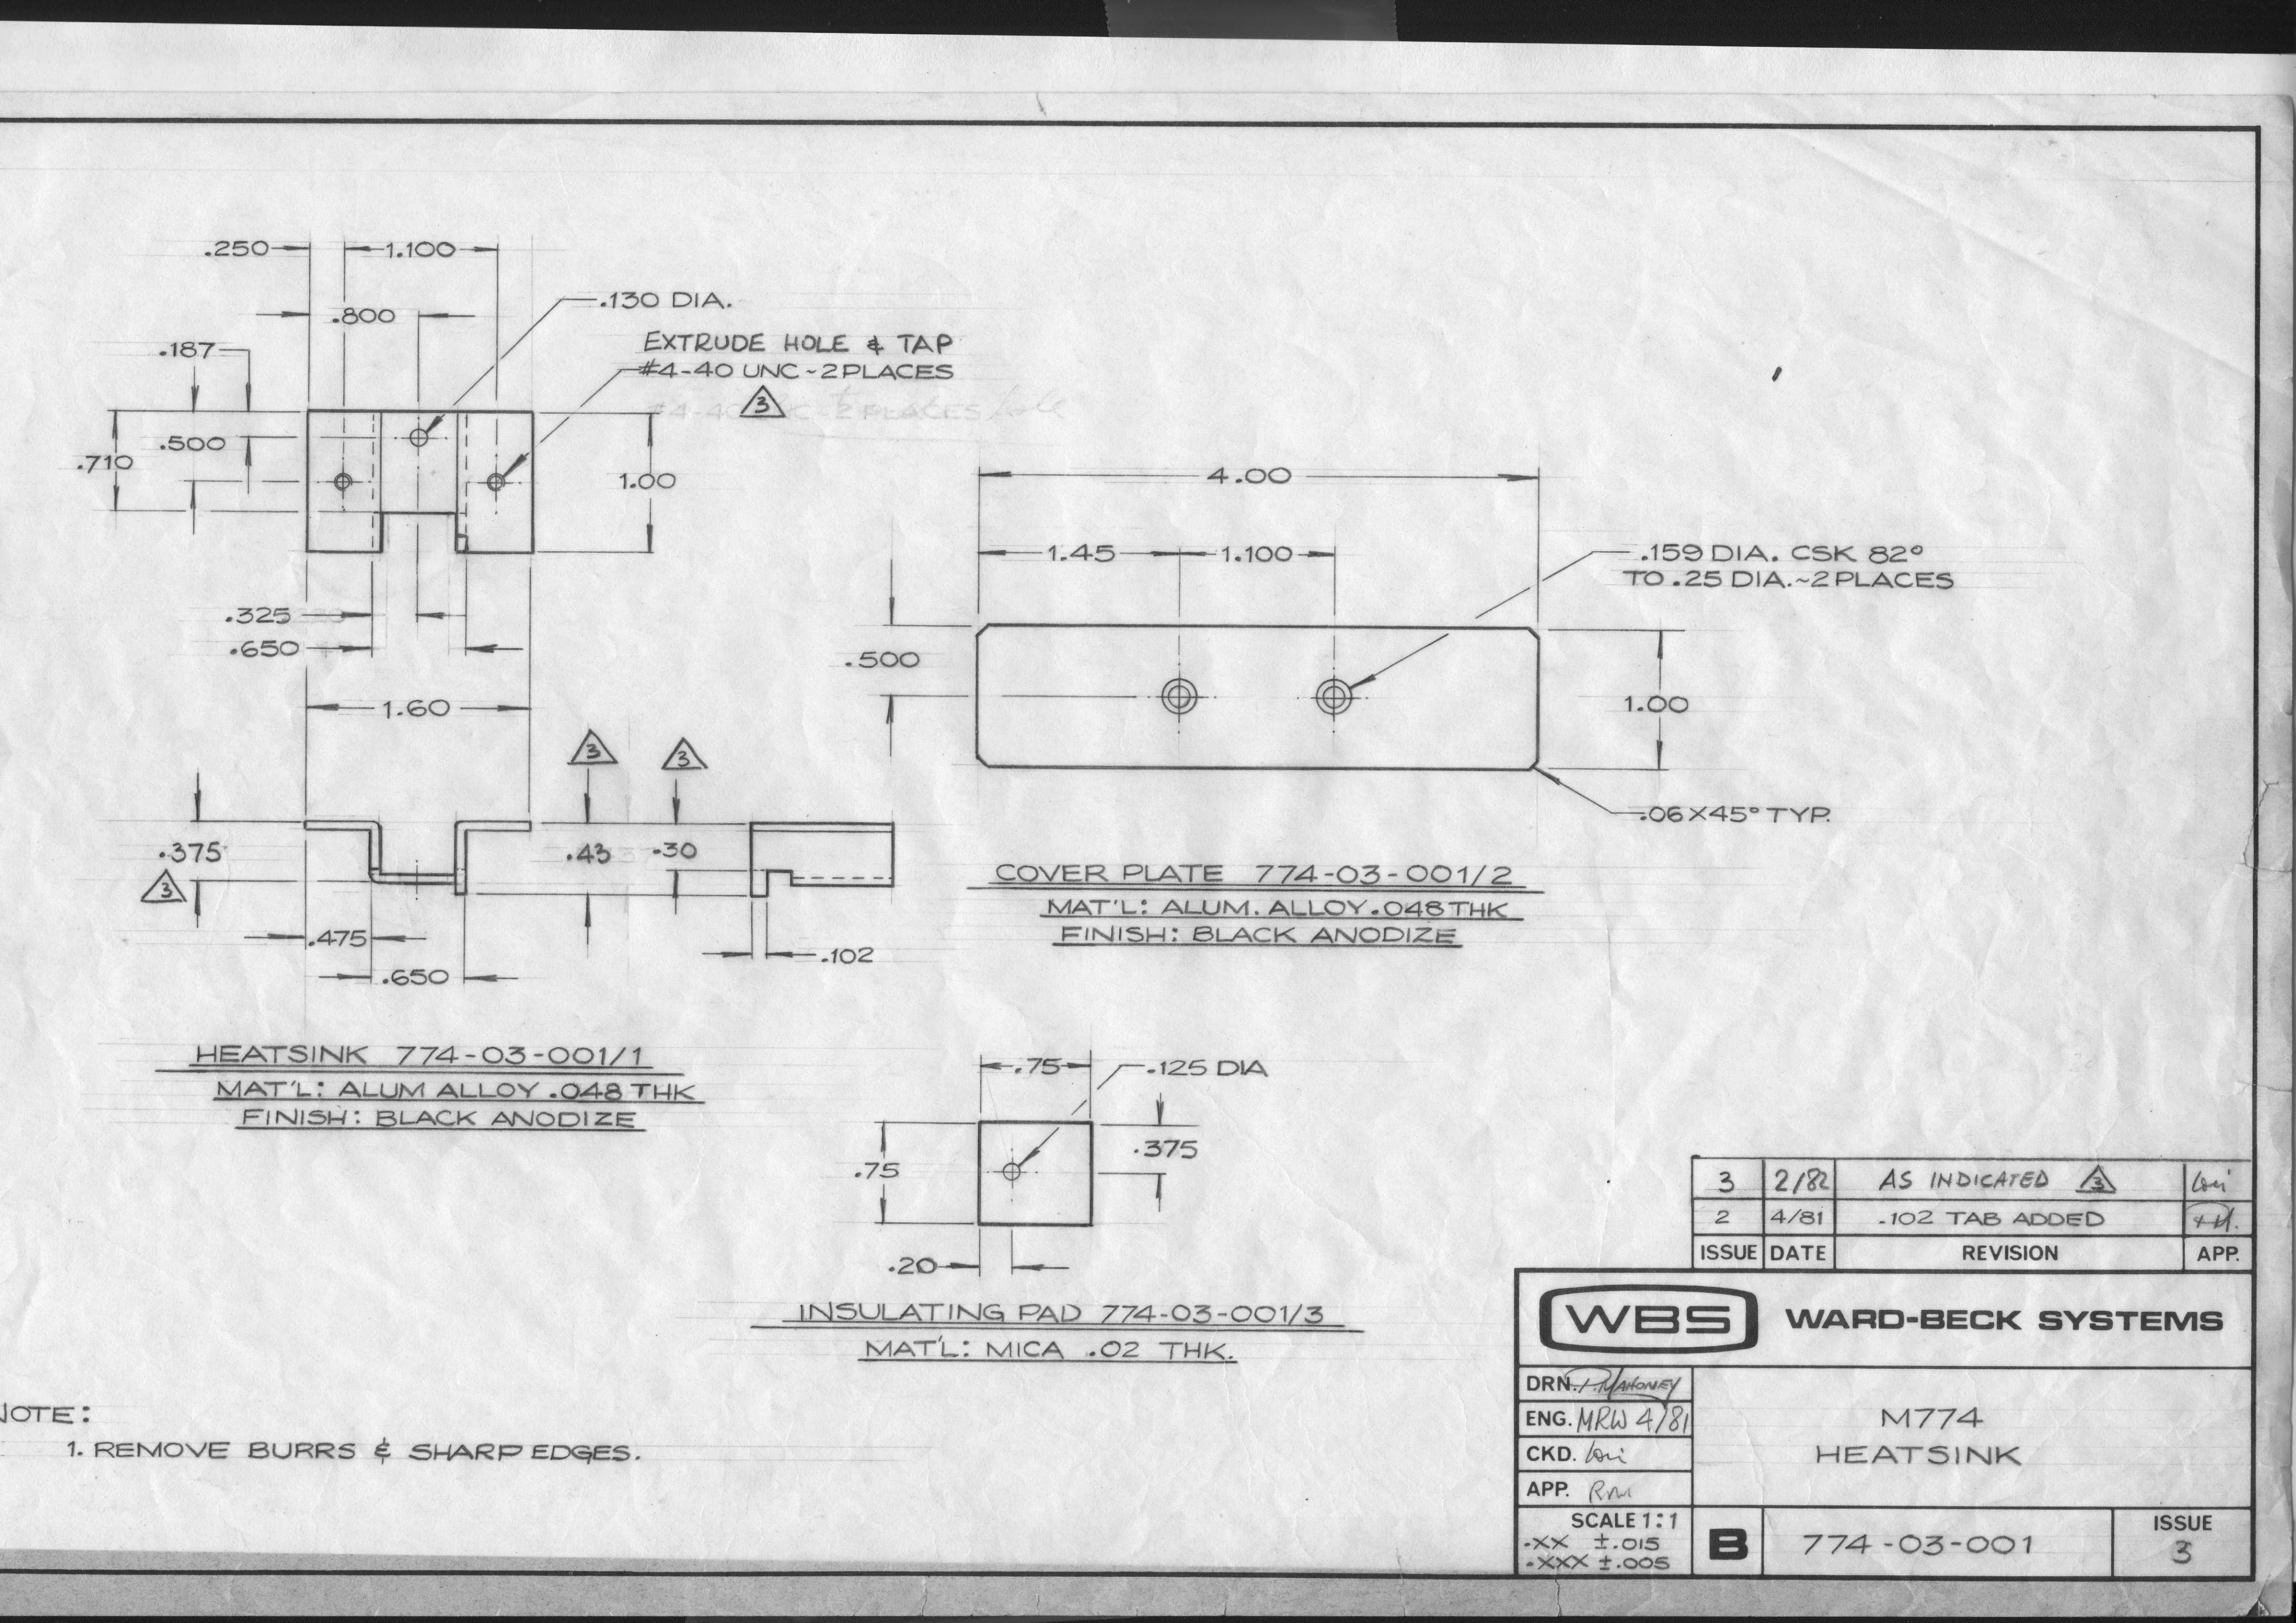 .250
1.100
.800
.130 DIA.
EXTRUDE HOLE & TAP
#4-40 UNC ~ 2 PLACES
3
.187
.500
.710
1.00
.325
.650
1.60
3
3
.375
3
.43
.30
.475
.650
.102
HEATSINK 774-03-001/1
MAT'L: ALUM ALLOY .048 THK
FINISH: BLACK ANODIZE
4.00
1.45
1.100
.159 DIA. CSK 82°
TO .25 DIA. ~ 2 PLACES
.500
1.00
.06 X 45° TYP.
COVER PLATE 774-03-001/2
MAT'L: ALUM. ALLOY .048 THK
FINISH: BLACK ANODIZE
.75
.125 DIA
.375
.75
.20
INSULATING PAD 774-03-001/3
MAT'L: MICA .02 THK.
NOTE:
1. REMOVE BURRS & SHARP EDGES.
3 2/82 AS INDICATED 3
2 4/81 .102 TAB ADDED
ISSUE DATE REVISION APP.
WBS WARD-BECK SYSTEMS
DRN. P. MAHONEY
ENG. MRW 4/81
CKD.
APP.
M774
HEATSINK
SCALE 1:1
.XX ±.015
.XXX ±.005
B
774-03-001
ISSUE
3